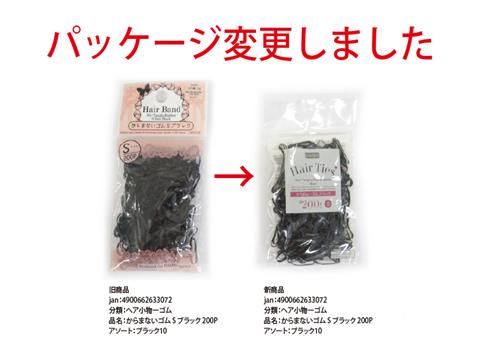 パッケージ変更しました
Hair Band
からまないゴム S ブラック
S
200P
→
Hair Ties
200P
旧商品
jan:4900662633072
分類:ヘア小物ーゴム
品名:からまないゴム S ブラック 200P
アソート:ブラック10
新商品
jan:4900662633072
分類:ヘア小物ーゴム
品名:からまないゴム S ブラック 200P
アソート:ブラック10